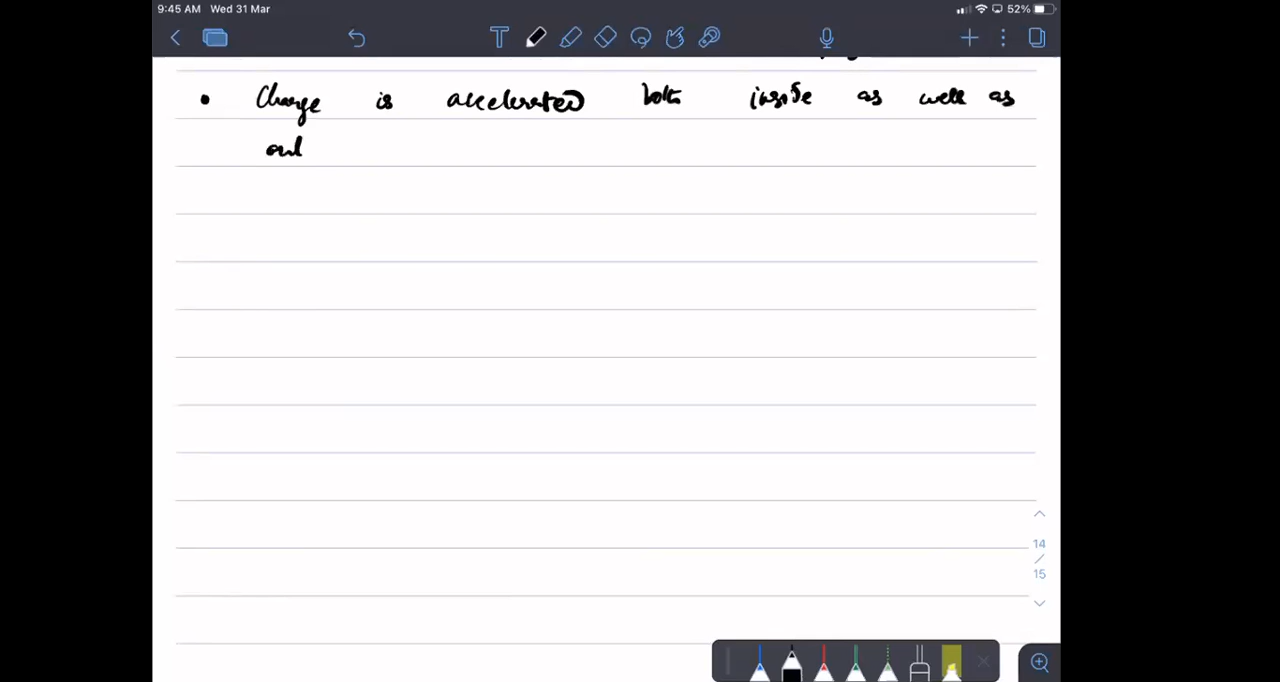 9:45 AM Wed 31 Mar 52%
• Charge is accelerated both inside as well as
out
14
/
15